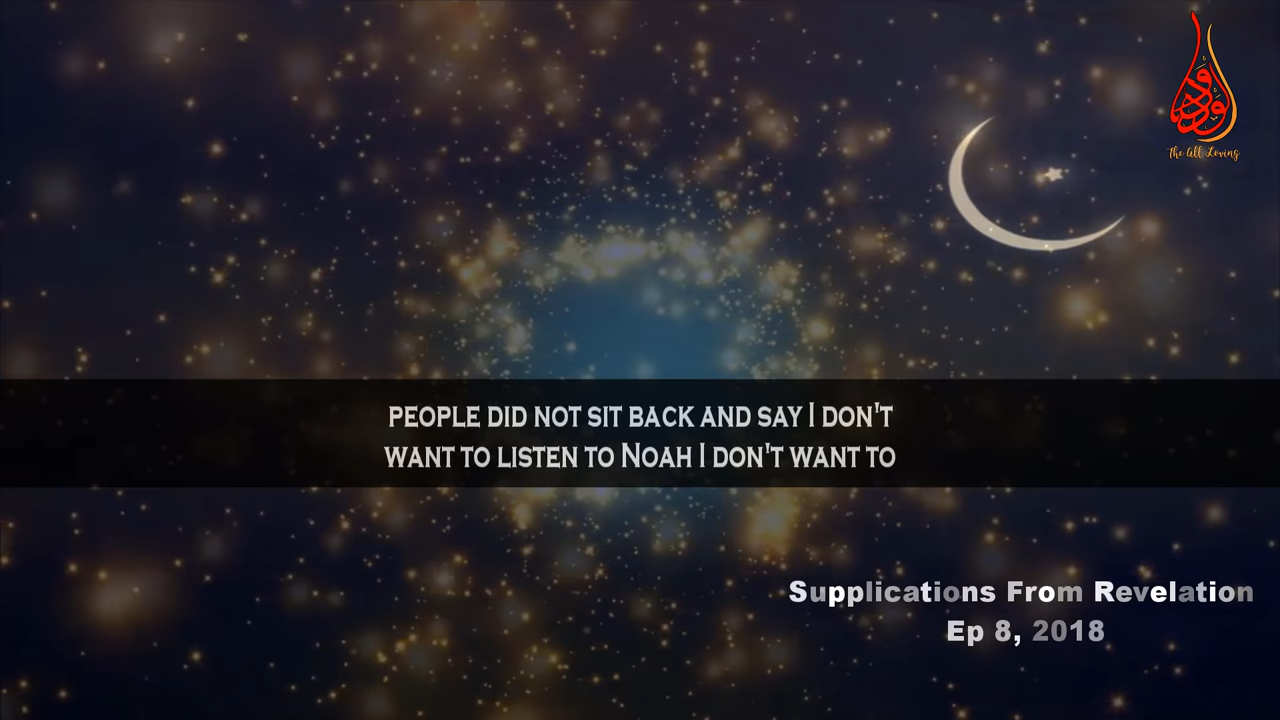 الودود
The All Loving
PEOPLE DID NOT SIT BACK AND SAY I DON'T
WANT TO LISTEN TO NOAH I DON'T WANT TO
Supplications From Revelation
Ep 8, 2018